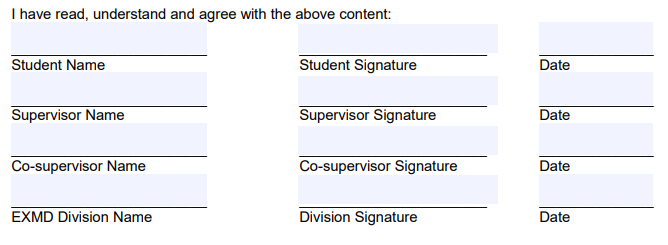 I have read, understand and agree with the above content:
Student Name Student Signature Date
Supervisor Name Supervisor Signature Date
Co-supervisor Name Co-supervisor Signature Date
EXMD Division Name Division Signature Date